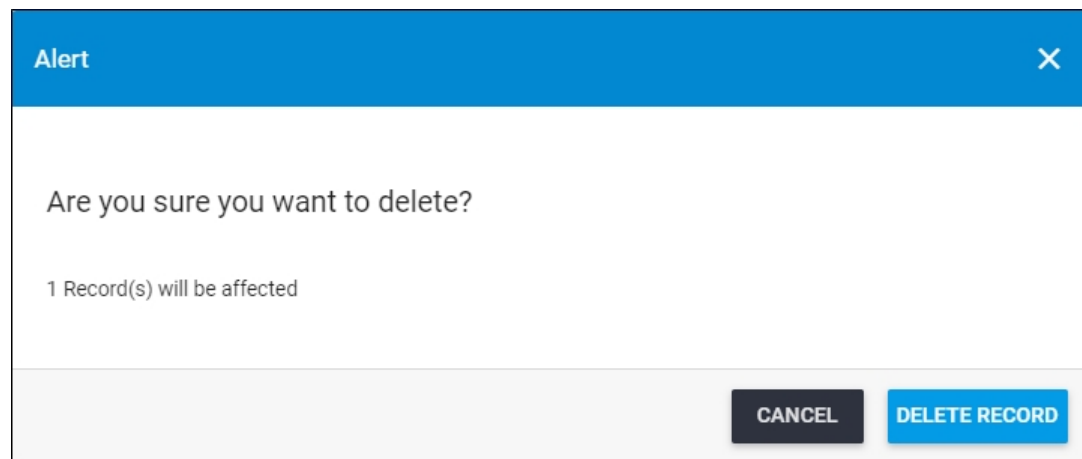 Alert
Are you sure you want to delete?
1 Record(s) will be affected
CANCEL DELETE RECORD